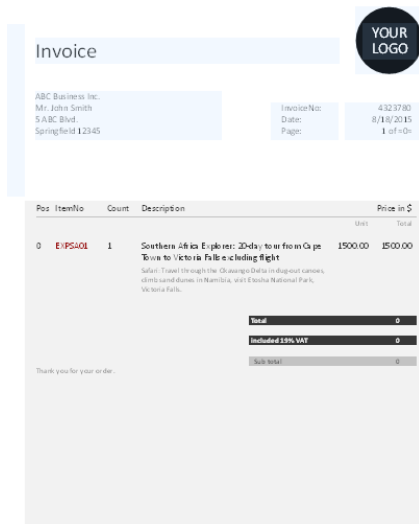 YOUR
LOGO
Invoice
ABC Business Inc.
Mr. John Smith
5 ABC Blvd.
Springfield 12345
InvoiceNo: 4323780
Date: 8/18/2015
Page: 1 of «0»
Pos ItemNo Count Description Price in $
Unit Total
0 EXPSA01 1 Southern Africa Explorer: 20-day tour from Cape 1500.00 1500.00
Town to Victoria Falls excluding flight
Safari: Travel through the Okavango Delta in dug-out canoes,
climb sand dunes in Namibia, visit Etosha National Park,
Victoria Falls.
Total 0
Included 19% VAT 0
Sub total 0
Thank you for your order.